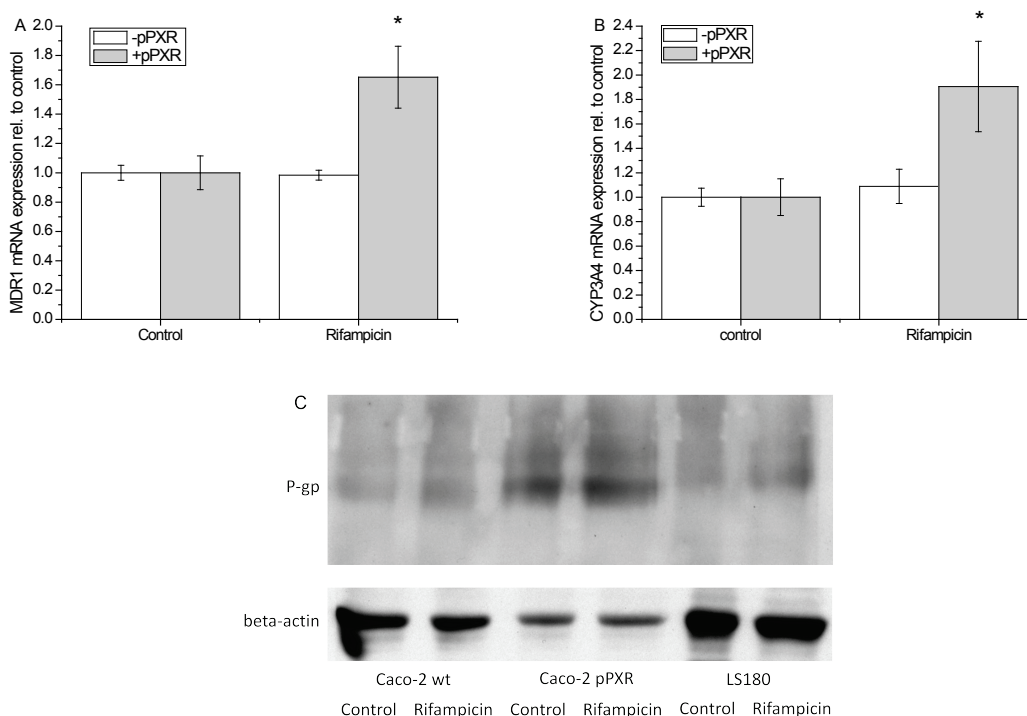 A
MDR1 mRNA expression rel. to control
2.0
1.8
1.6
1.4
1.2
1.0
0.8
0.6
0.4
0.2
0.0
-pPXR
+pPXR
*
Control
Rifampicin
B
CYP3A4 mRNA expression rel. to control
2.4
2.2
2.0
1.8
1.6
1.4
1.2
1.0
0.8
0.6
0.4
0.2
0.0
-pPXR
+pPXR
*
control
Rifampicin
C
P-gp
beta-actin
Caco-2 wt Caco-2 pPXR LS180
Control Rifampicin Control Rifampicin Control Rifampicin